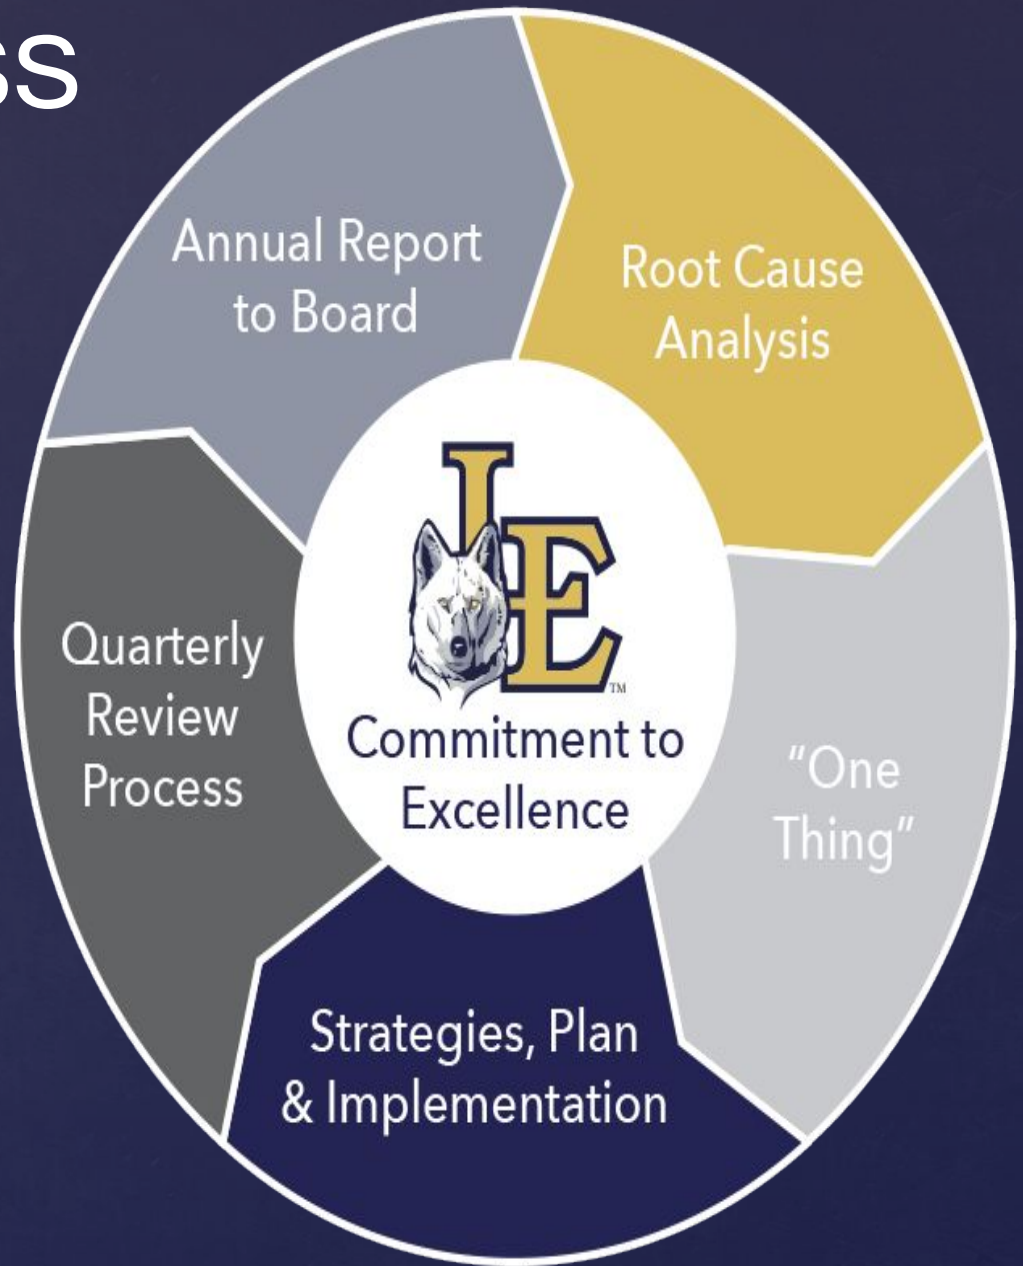 ss
Annual Report
to Board
Root Cause
Analysis
LE
TM
Commitment to
Excellence
Quarterly
Review
Process
“One
Thing”
Strategies, Plan
& Implementation